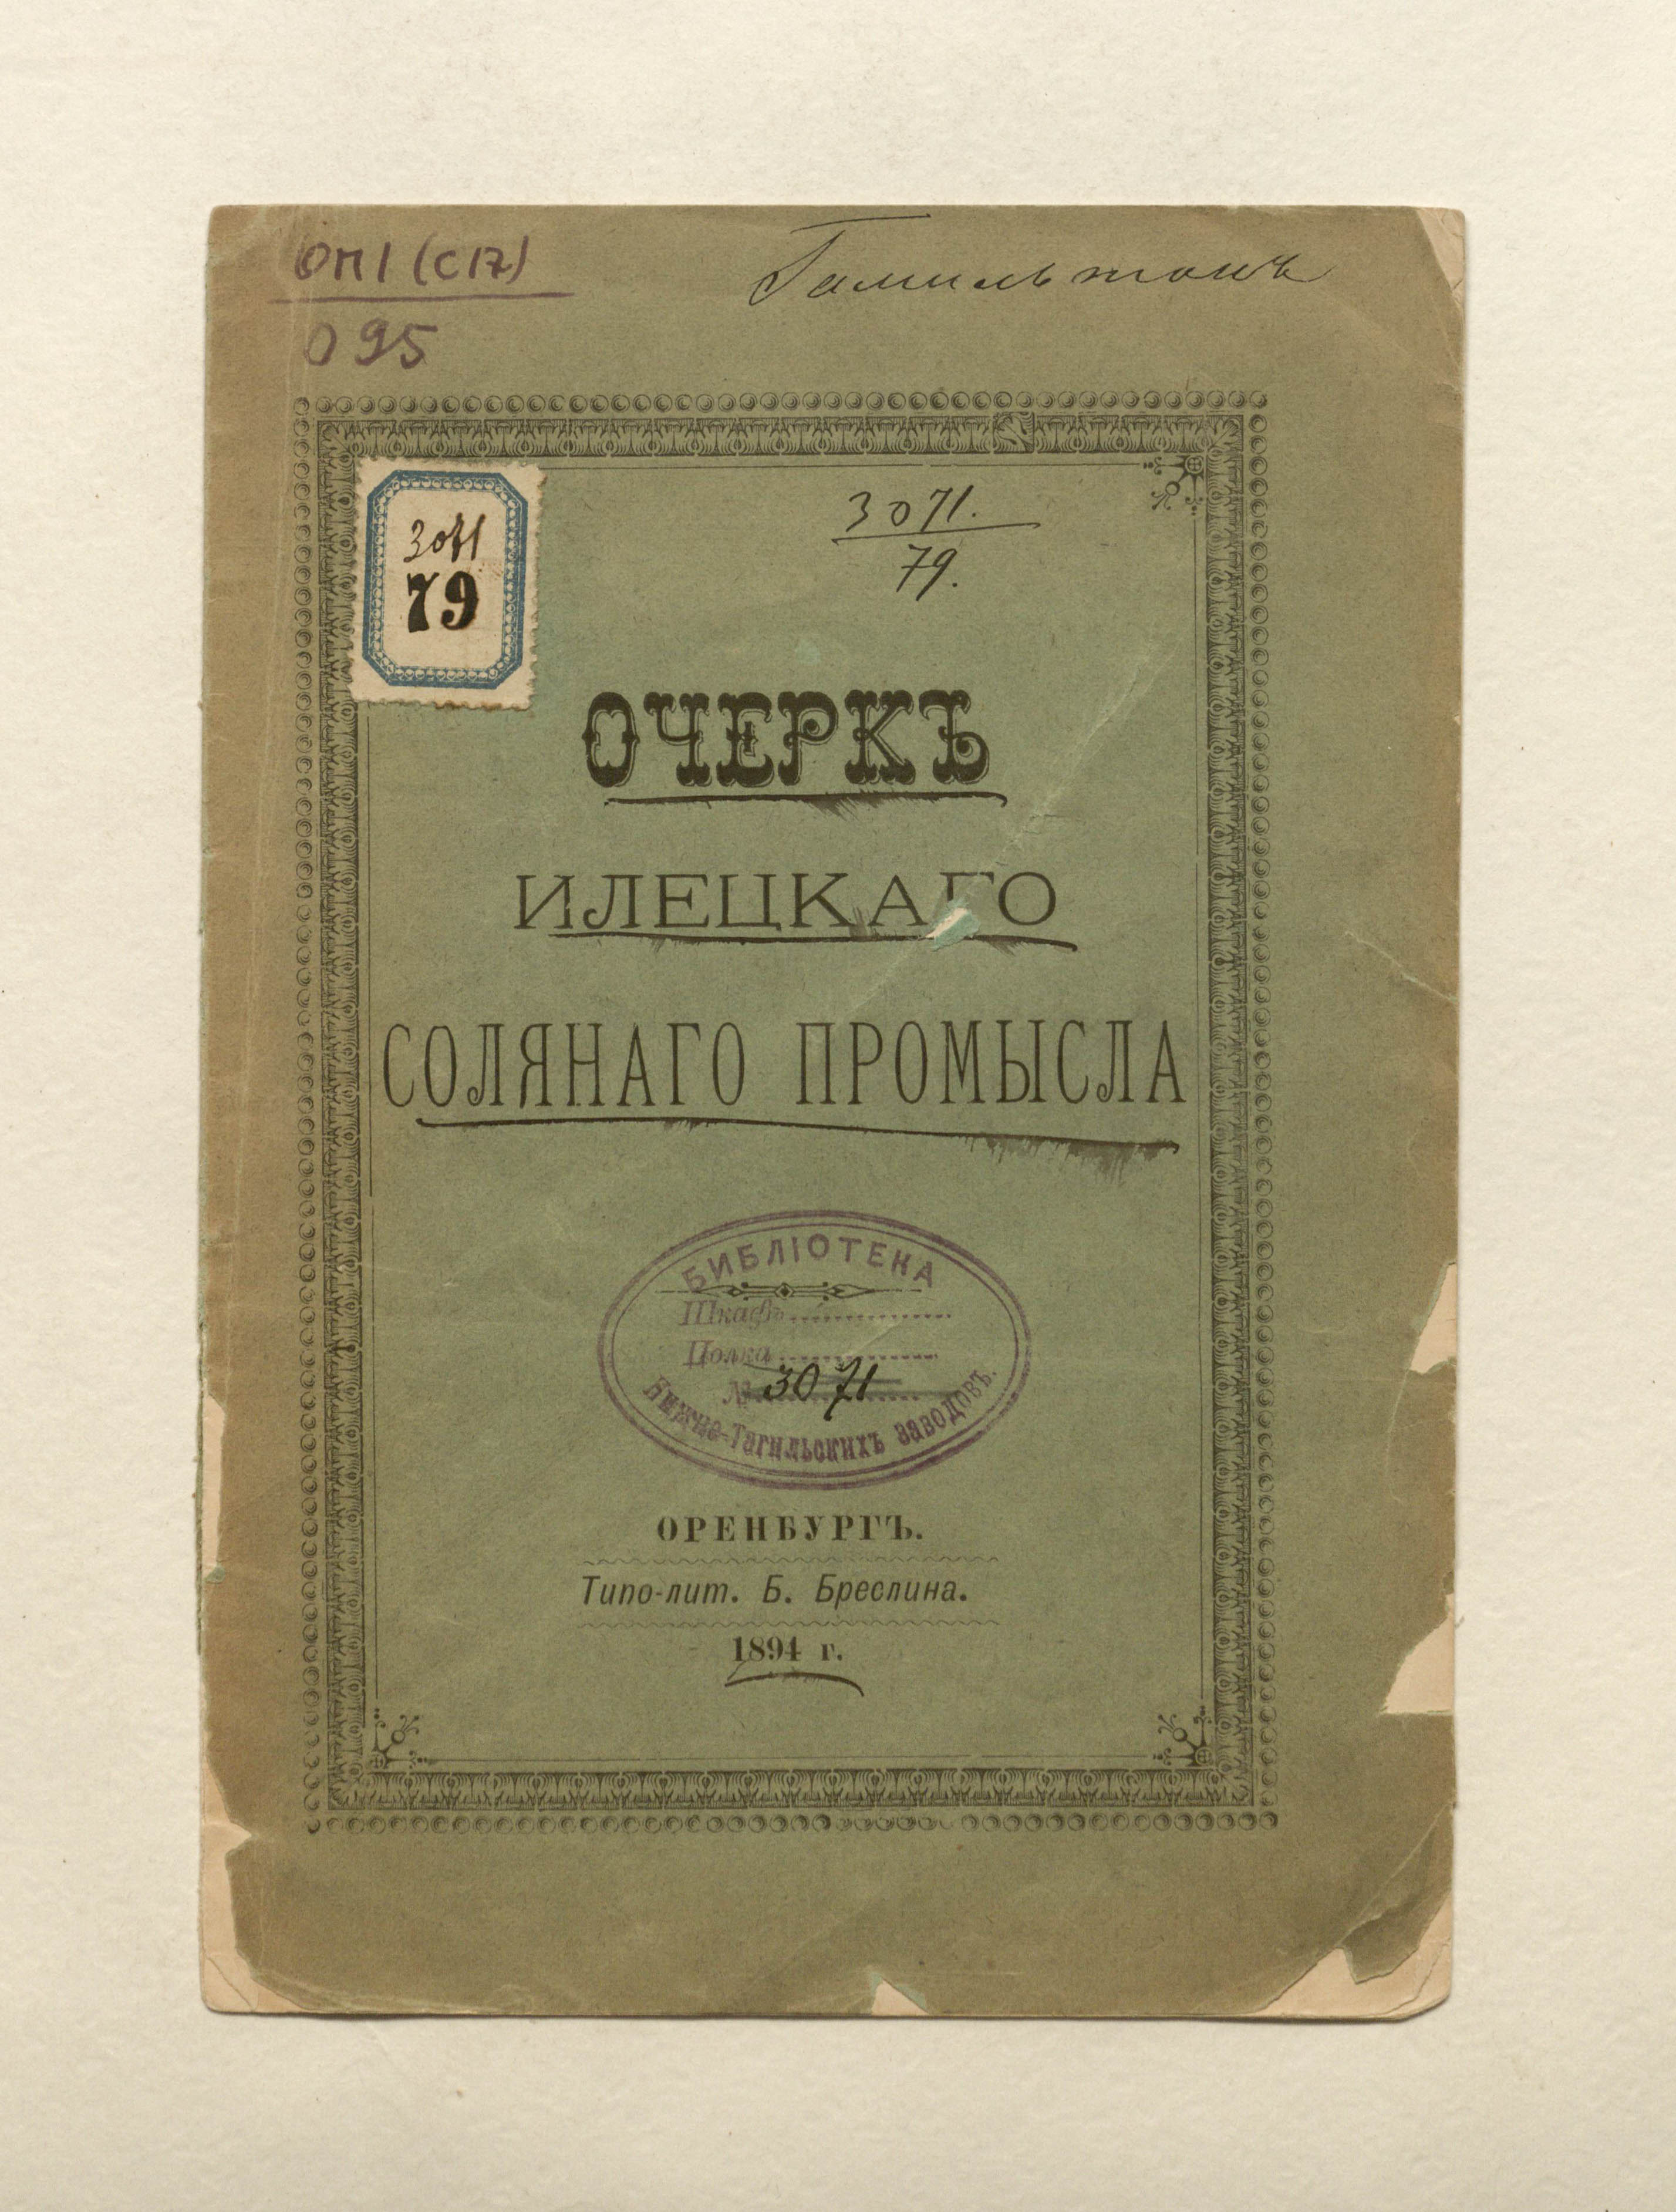 ОП1 (С17)
О95
Гамильтонъ
3071
79
3071.
79.
ОЧЕРКЪ
ИЛЕЦКАГО
СОЛЯНАГО ПРОМЫСЛА
БИБЛІОТЕКА
Шкафъ
Полка
№ 3071
Нижне-Тагильскихъ заводовъ.
ОРЕНБУРГЪ.
Типо-лит. Б. Бреслина.
1894 г.